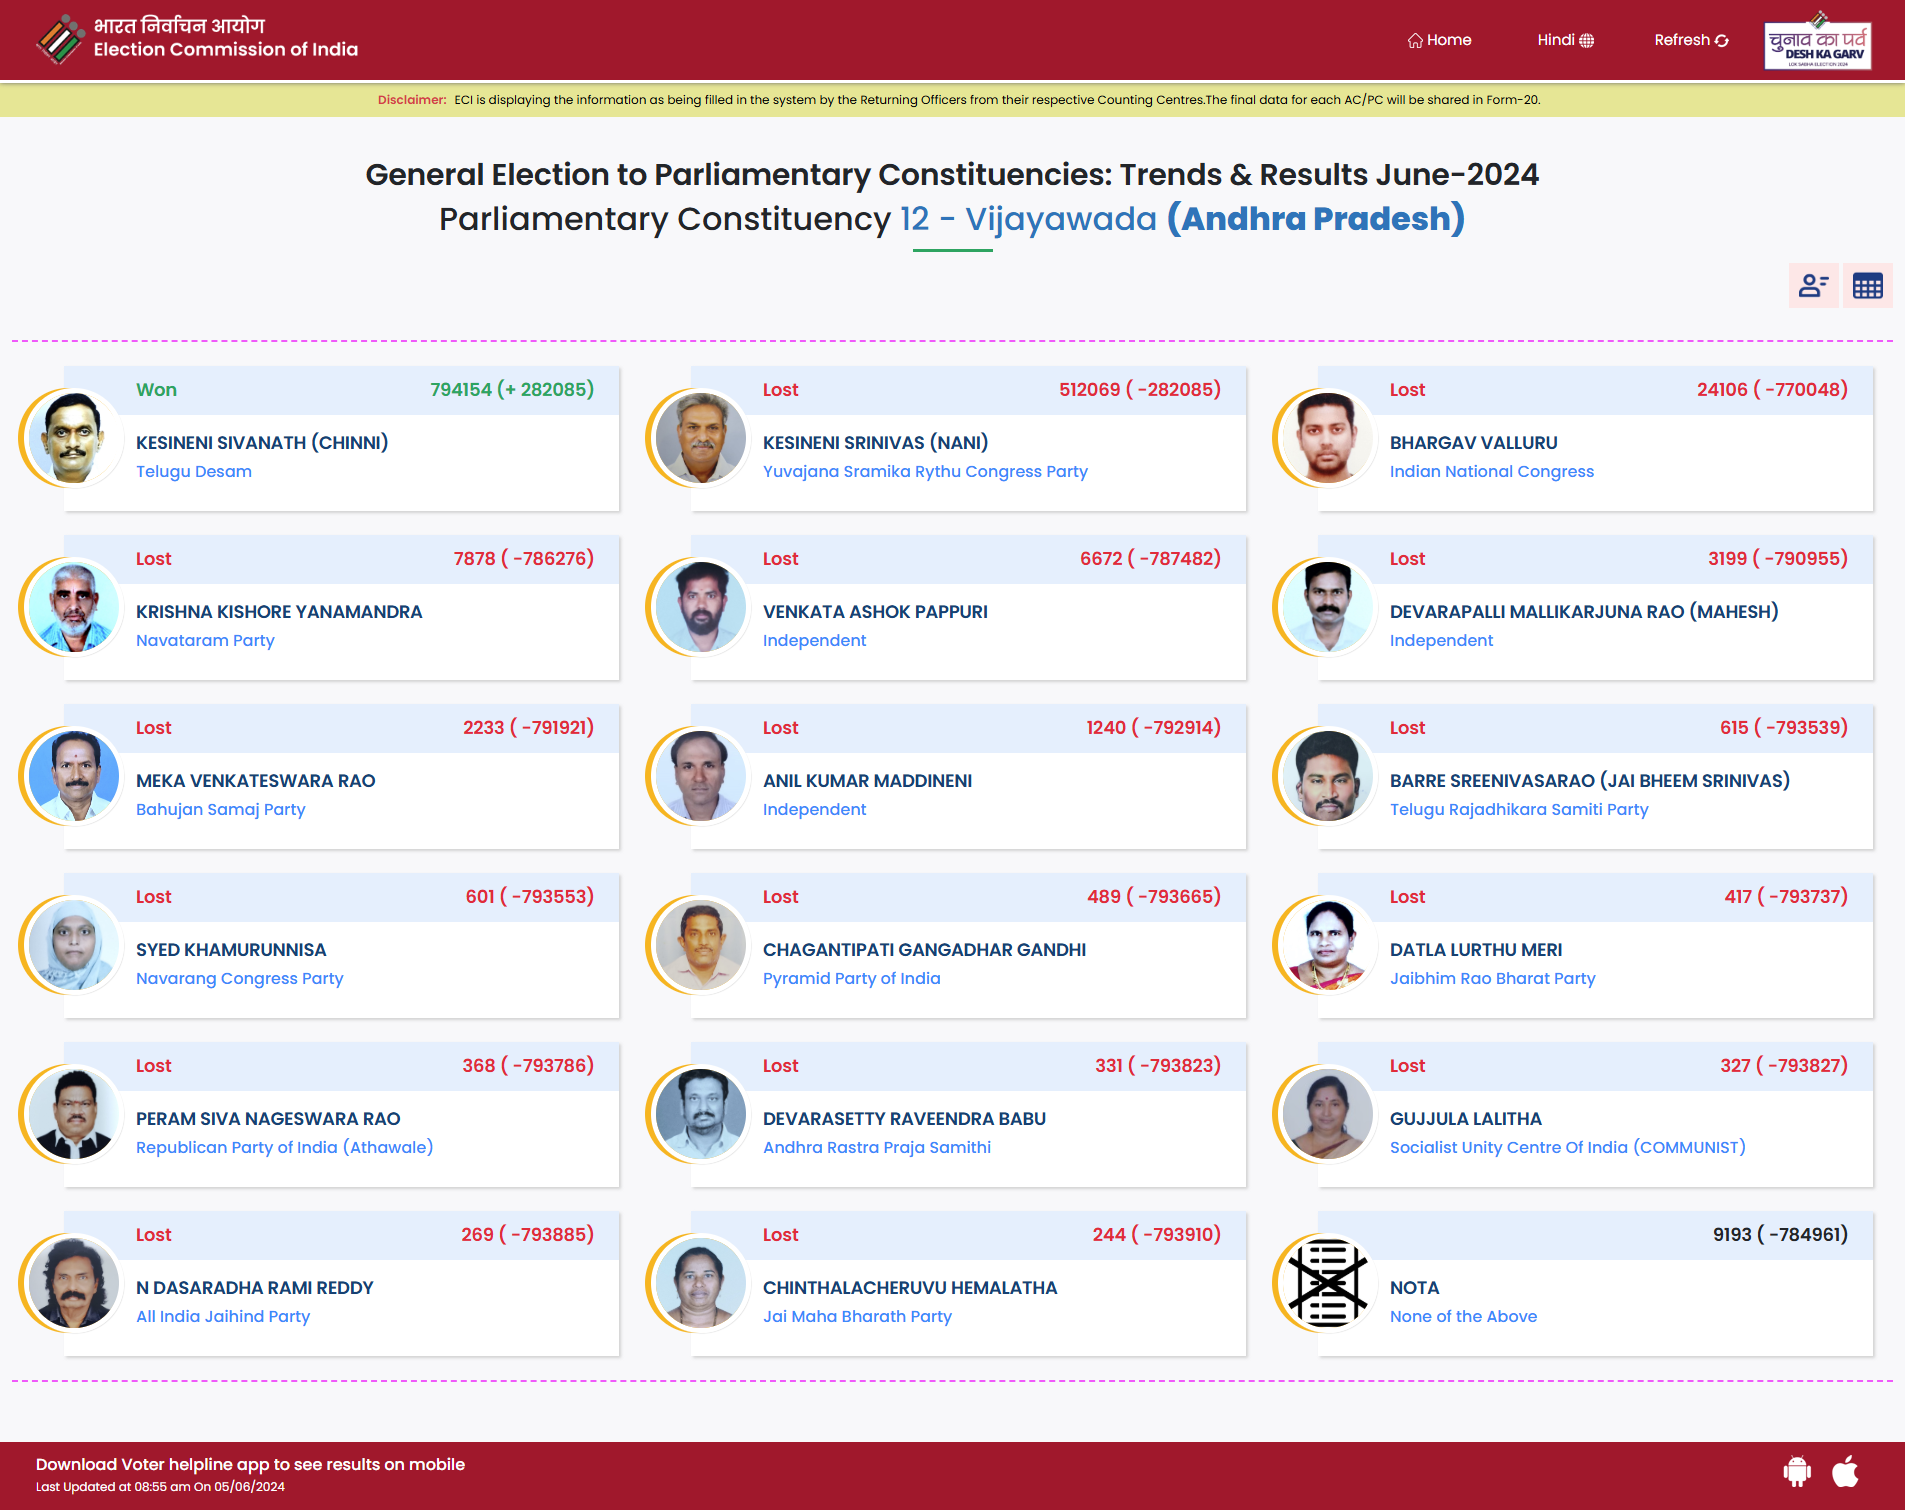 भारत निर्वाचन आयोग
Election Commission of India
Home
Hindi
Refresh
चुनाव का पर्व
DESH KA GARV
LOK SABHA ELECTION 2024
Disclaimer: ECI is displaying the information as being filled in the system by the Returning Officers from their respective Counting Centres.The final data for each AC/PC will be shared in Form-20.
General Election to Parliamentary Constituencies: Trends & Results June-2024
Parliamentary Constituency 12 - Vijayawada (Andhra Pradesh)
Won 794154 (+ 282085)
KESINENI SIVANATH (CHINNI)
Telugu Desam
Lost 512069 ( -282085)
KESINENI SRINIVAS (NANI)
Yuvajana Sramika Rythu Congress Party
Lost 24106 ( -770048)
BHARGAV VALLURU
Indian National Congress
Lost 7878 ( -786276)
KRISHNA KISHORE YANAMANDRA
Navataram Party
Lost 6672 ( -787482)
VENKATA ASHOK PAPPURI
Independent
Lost 3199 ( -790955)
DEVARAPALLI MALLIKARJUNA RAO (MAHESH)
Independent
Lost 2233 ( -791921)
MEKA VENKATESWARA RAO
Bahujan Samaj Party
Lost 1240 ( -792914)
ANIL KUMAR MADDINENI
Independent
Lost 615 ( -793539)
BARRE SREENIVASARAO (JAI BHEEM SRINIVAS)
Telugu Rajadhikara Samiti Party
Lost 601 ( -793553)
SYED KHAMURUNNISA
Navarang Congress Party
Lost 489 ( -793665)
CHAGANTIPATI GANGADHAR GANDHI
Pyramid Party of India
Lost 417 ( -793737)
DATLA LURTHU MERI
Jaibhim Rao Bharat Party
Lost 368 ( -793786)
PERAM SIVA NAGESWARA RAO
Republican Party of India (Athawale)
Lost 331 ( -793823)
DEVARASETTY RAVEENDRA BABU
Andhra Rastra Praja Samithi
Lost 327 ( -793827)
GUJJULA LALITHA
Socialist Unity Centre Of India (COMMUNIST)
Lost 269 ( -793885)
N DASARADHA RAMI REDDY
All India Jaihind Party
Lost 244 ( -793910)
CHINTHALACHERUVU HEMALATHA
Jai Maha Bharath Party
9193 ( -784961)
NOTA
None of the Above
Download Voter helpline app to see results on mobile
Last Updated at 08:55 am On 05/06/2024